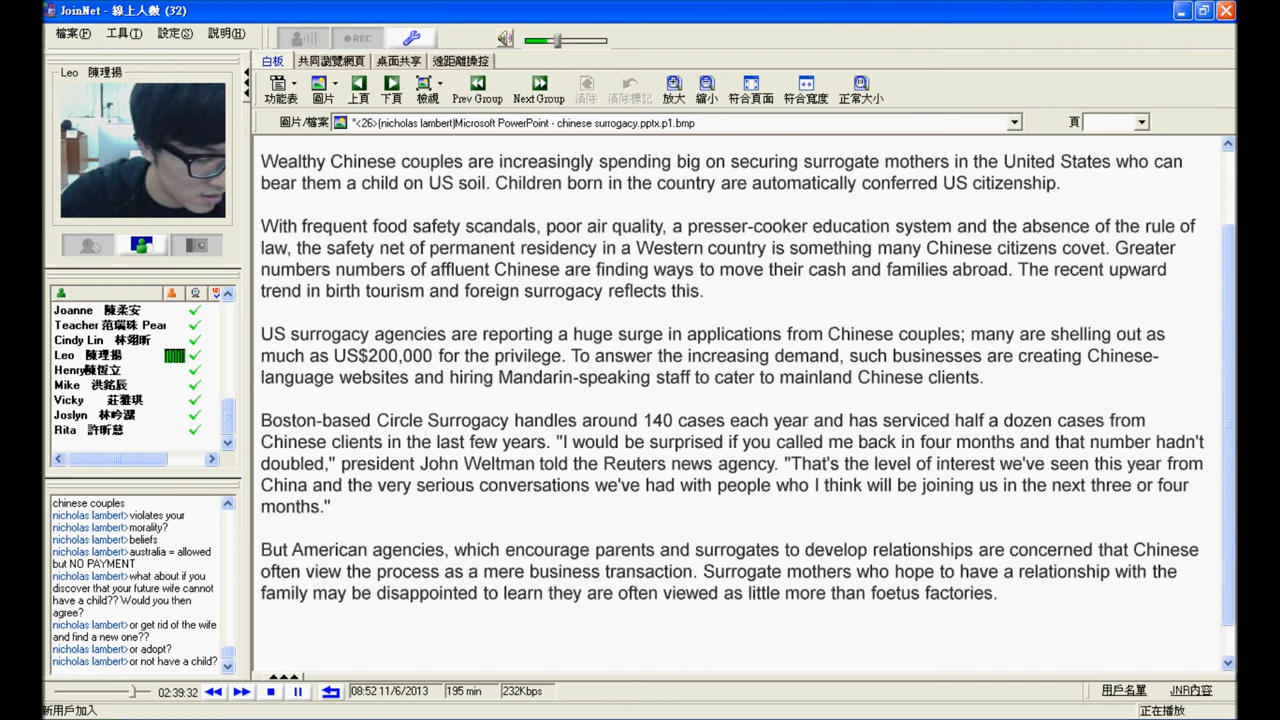 JoinNet - 線上人數 (32)
檔案(F) 工具(I) 設定(S) 說明(H)
REC
Leo 陳理揚
白板 共同瀏覽網頁 桌面共享 遠距離操控
功能表 圖片 上頁 下頁 檢視 Prev Group Next Group 清除 清除標記 放大 縮小 符合頁面 符合寬度 正常大小
圖片/檔案 "<26>(nicholas lambert)Microsoft PowerPoint - chinese surrogacy.pptx.p1.bmp 頁
Wealthy Chinese couples are increasingly spending big on securing surrogate mothers in the United States who can
bear them a child on US soil. Children born in the country are automatically conferred US citizenship.
With frequent food safety scandals, poor air quality, a presser-cooker education system and the absence of the rule of
law, the safety net of permanent residency in a Western country is something many Chinese citizens covet. Greater
numbers numbers of affluent Chinese are finding ways to move their cash and families abroad. The recent upward
trend in birth tourism and foreign surrogacy reflects this.
US surrogacy agencies are reporting a huge surge in applications from Chinese couples; many are shelling out as
much as US$200,000 for the privilege. To answer the increasing demand, such businesses are creating Chinese-
language websites and hiring Mandarin-speaking staff to cater to mainland Chinese clients.
Boston-based Circle Surrogacy handles around 140 cases each year and has serviced half a dozen cases from
Chinese clients in the last few years. "I would be surprised if you called me back in four months and that number hadn't
doubled," president John Weltman told the Reuters news agency. "That's the level of interest we've seen this year from
China and the very serious conversations we've had with people who I think will be joining us in the next three or four
months."
But American agencies, which encourage parents and surrogates to develop relationships are concerned that Chinese
often view the process as a mere business transaction. Surrogate mothers who hope to have a relationship with the
family may be disappointed to learn they are often viewed as little more than foetus factories.
Joanne 陳柔安
Teacher 范瑞珠 Pear
Cindy Lin 林翊昕
Leo 陳理揚
Henry陳恆立
Mike 洪銘辰
Vicky 莊雅琪
Joslyn 林吟潔
Rita 許昕慈
chinese couples
nicholas lambert>violates your
nicholas lambert>morality?
nicholas lambert>beliefs
nicholas lambert>australia = allowed
but NO PAYMENT
nicholas lambert>what about if you
discover that your future wife cannot
have a child?? Would you then
agree?
nicholas lambert>or get rid of the wife
and find a new one??
nicholas lambert>or adopt?
nicholas lambert>or not have a child?
02:39:32 08:52 11/6/2013 195 min 232Kbps 用戶名單 JNR內容
新用戶加入 正在播放